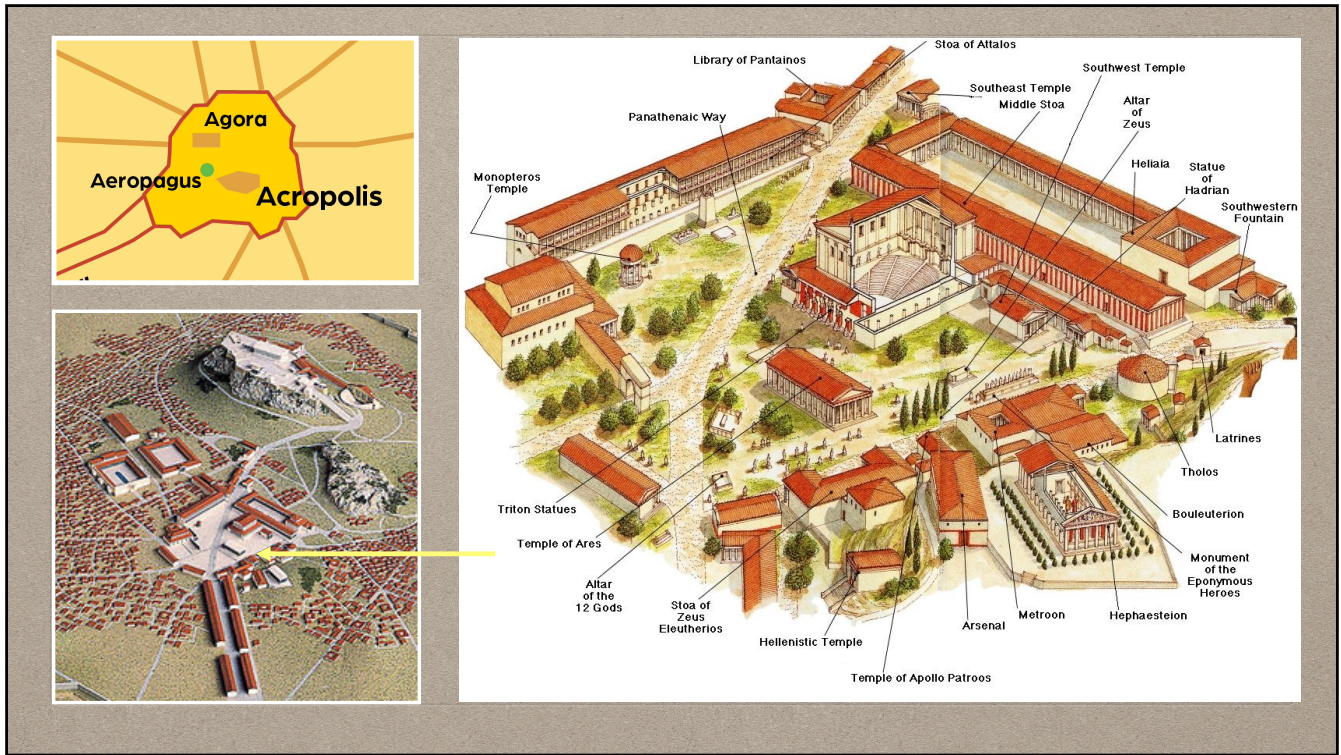 Agora
Aeropagus
Acropolis
Stoa of Attalos
Library of Pantainos
Southwest Temple
Southeast Temple
Middle Stoa
Altar
of
Zeus
Panathenaic Way
Heliaia
Statue
of
Hadrian
Monopteros
Temple
Southwestern
Fountain
Latrines
Tholos
Triton Statues
Bouleuterion
Temple of Ares
Monument
of the
Eponymous
Heroes
Altar
of the
12 Gods
Stoa of
Zeus
Eleutherios
Hephaesteion
Metroon
Arsenal
Hellenistic Temple
Temple of Apollo Patroos